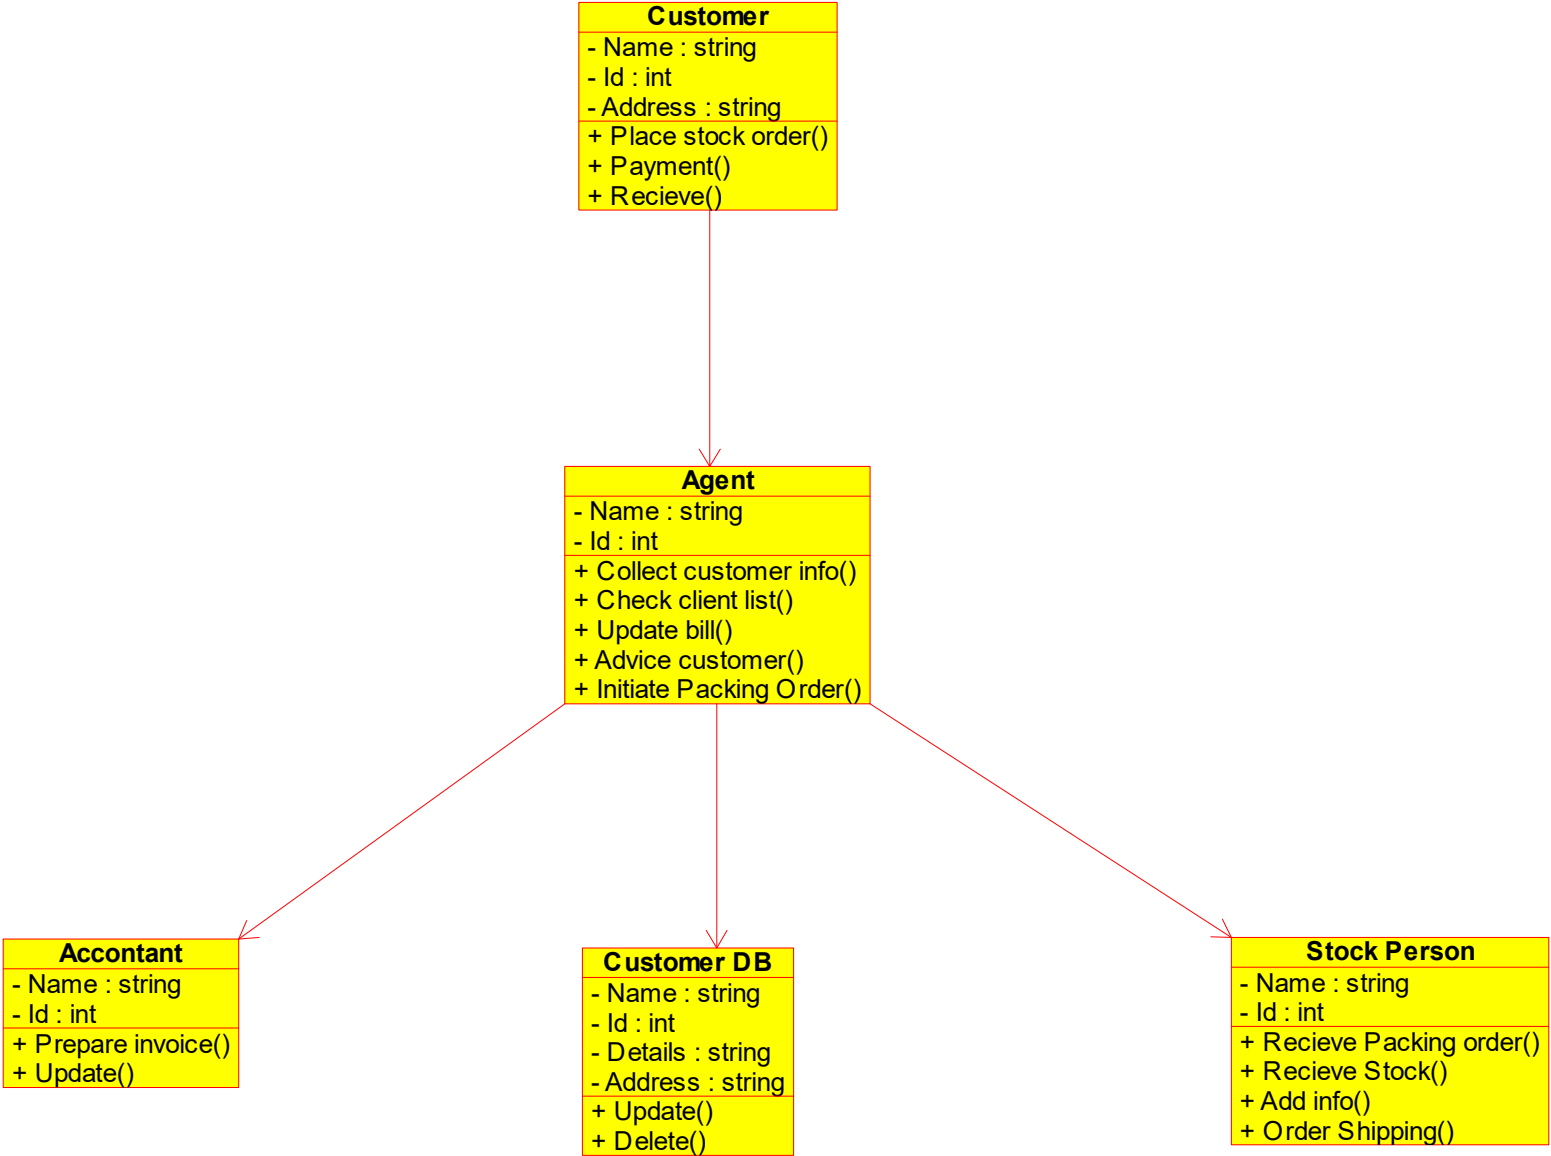 Customer
- Name : string
- Id : int
- Address : string
+ Place stock order()
+ Payment()
+ Recieve()
Agent
- Name : string
- Id : int
+ Collect customer info()
+ Check client list()
+ Update bill()
+ Advice customer()
+ Initiate Packing Order()
Accontant
- Name : string
- Id : int
+ Prepare invoice()
+ Update()
Customer DB
- Name : string
- Id : int
- Details : string
- Address : string
+ Update()
+ Delete()
Stock Person
- Name : string
- Id : int
+ Recieve Packing order()
+ Recieve Stock()
+ Add info()
+ Order Shipping()